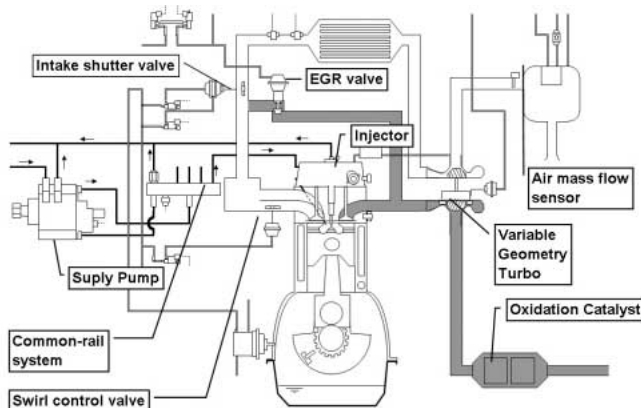 Intake shutter valve
EGR valve
Injector
Air mass flow
sensor
Variable
Geometry
Turbo
Suply Pump
Oxidation Catalyst
Common-rail
system
Swirl control valve